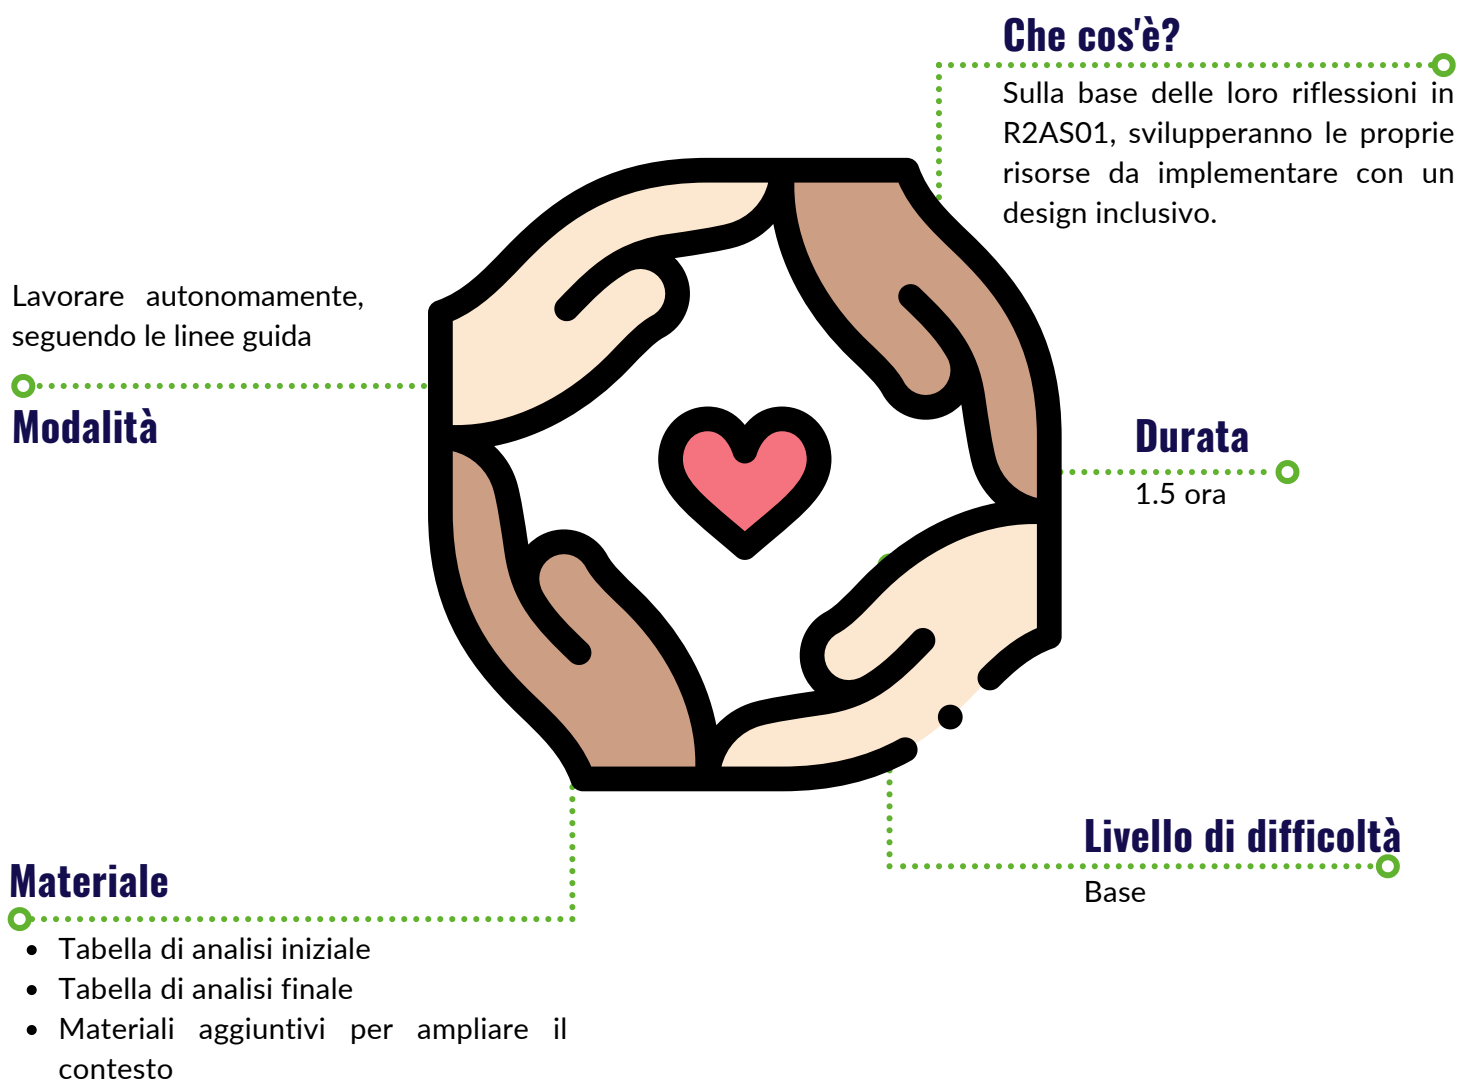 Che cos'è?
Sulla base delle loro riflessioni in
R2AS01, svilupperanno le proprie
risorse da implementare con un
design inclusivo.
Lavorare autonomamente,
seguendo le linee guida
Modalità
Durata
1.5 ora
Livello di difficoltà
Base
Materiale
• Tabella di analisi iniziale
• Tabella di analisi finale
• Materiali aggiuntivi per ampliare il
contesto